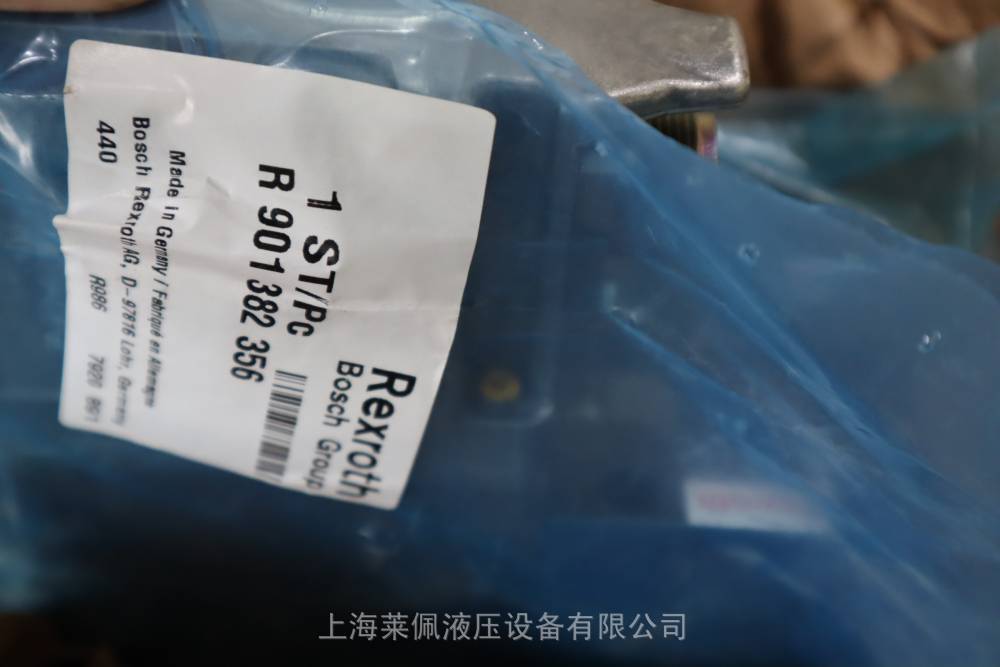 Rexroth
Bosch Group
1 ST/Pc
R 901 382 356
Made in Germany / Fabriqué en Allemagne
Bosch Rexroth AG, D-97816 Lohr, Germany
440 R986 7920
上海莱佩液压设备有限公司